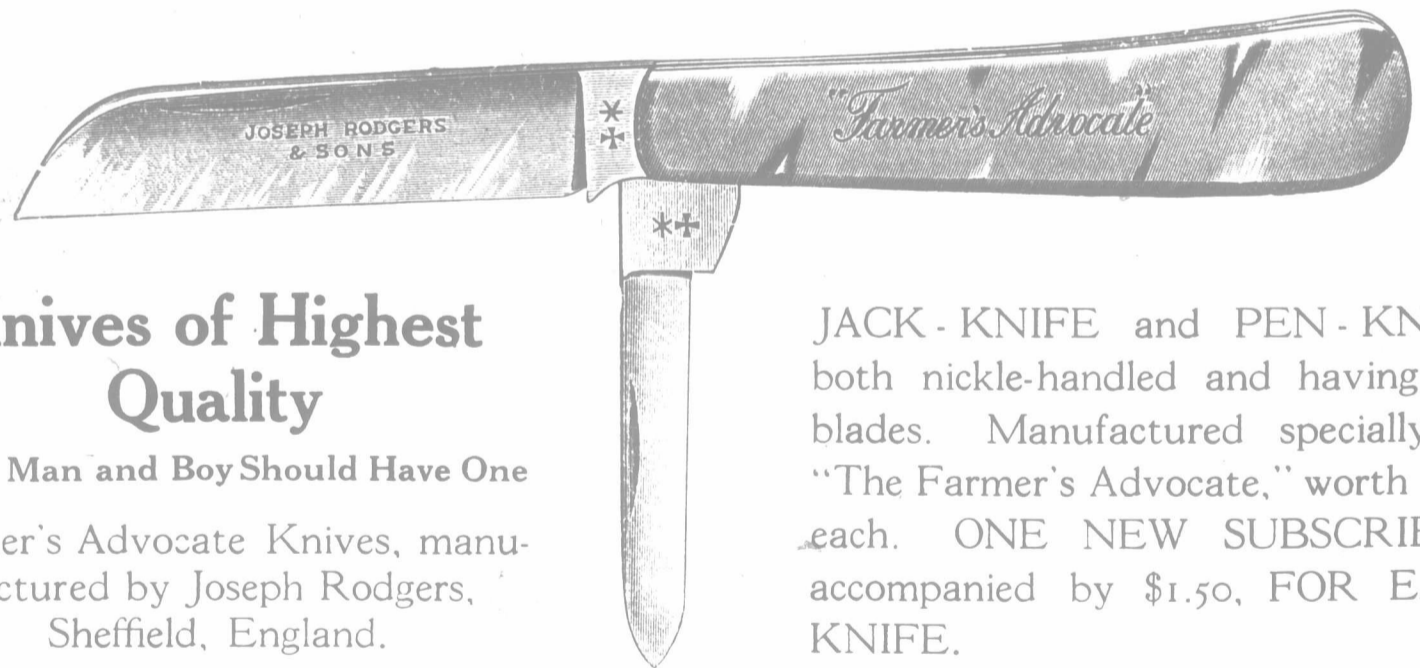 JOSEPH RODGERS
& SONS
"Farmer's Advocate"
nives of Highest
Quality
Man and Boy Should Have One
er's Advocate Knives, manu-
ctured by Joseph Rodgers,
Sheffield, England.
JACK-KNIFE and PEN-KN
both nickle-handled and having
blades. Manufactured specially
"The Farmer's Advocate," worth
each. ONE NEW SUBSCRI
accompanied by $1.50, FOR E
KNIFE.